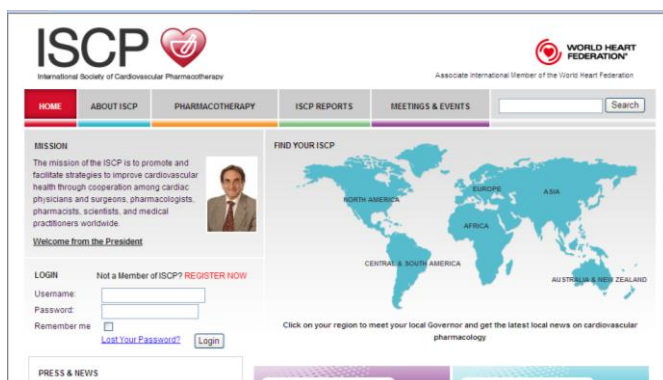 ISCP
International Society of Cardiovascular Pharmacotherapy
WORLD HEART
FEDERATION®
Associate International Member of the World Heart Federation
HOME ABOUT ISCP PHARMACOTHERAPY ISCP REPORTS MEETINGS & EVENTS Search
MISSION
The mission of the ISCP is to promote and
facilitate strategies to improve cardiovascular
health through cooperation among cardiac
physicians and surgeons, pharmacologists,
pharmacists, scientists, and medical
practitioners worldwide.
Welcome from the President
FIND YOUR ISCP
NORTH AMERICA
EUROPE
ASIA
AFRICA
CENTRAL & SOUTH AMERICA
AUSTRALIA & NEW ZEALAND
Click on your region to meet your local Governor and get the latest local news on cardiovascular
pharmacology
LOGIN Not a Member of ISCP? REGISTER NOW
Username:
Password:
Remember me
Lost Your Password? Login
PRESS & NEWS